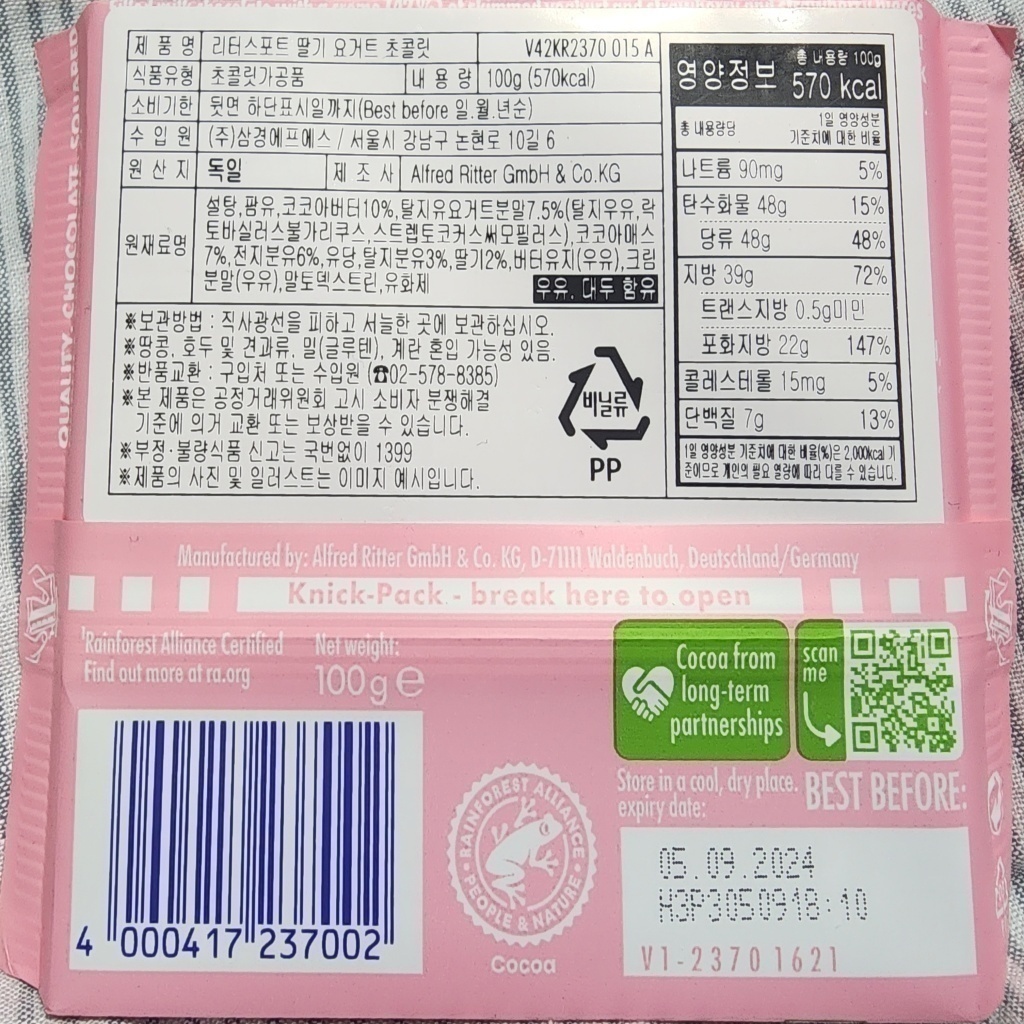 제 품 명 리터스포트 딸기 요거트 초콜릿 V42KR2370 015 A
식품유형 초콜릿가공품 내 용 량 100g (570kcal)
소비기한 뒷면 하단표시일까지(Best before 일.월.년순)
수 입 원 (주)삼경에프에스 / 서울시 강남구 논현로 10길 6
원 산 지 독일 제 조 사 Alfred Ritter GmbH & Co.KG
원재료명 설탕,팜유,코코아버터10%,탈지유요거트분말7.5%(탈지우유,락
토바실러스불가리쿠스,스트렙토코커스써모필러스),코코아매스
7%,전지분유6%,유당,탈지분유3%,딸기2%,버터유지(우유),크림
분말(우유),말토덱스트린,유화제
우유, 대두 함유
※보관방법 : 직사광선을 피하고 서늘한 곳에 보관하십시오.
※땅콩, 호두 및 견과류, 밀(글루텐), 계란 혼입 가능성 있음.
※반품교환 : 구입처 또는 수입원 (☎02-578-8385)
※본 제품은 공정거래위원회 고시 소비자 분쟁해결
기준에 의거 교환 또는 보상받을 수 있습니다.
※부정·불량식품 신고는 국번없이 1399
※제품의 사진 및 일러스트는 이미지 예시입니다.
비닐류
PP
영양정보 총 내용량 100g
570 kcal
총 내용량당 1일 영양성분
기준치에 대한 비율
나트륨 90mg 5%
탄수화물 48g 15%
당류 48g 48%
지방 39g 72%
트랜스지방 0.5g미만
포화지방 22g 147%
콜레스테롤 15mg 5%
단백질 7g 13%
1일 영양성분 기준치에 대한 비율(%)은 2,000kcal 기
준이므로 개인의 필요 열량에 따라 다를 수 있습니다.
QUALITY. CHOCOLATE. SQUARED
Manufactured by: Alfred Ritter GmbH & Co. KG, D-71111 Waldenbuch, Deutschland/Germany
Knick-Pack - break here to open
¹Rainforest Alliance Certified
Find out more at ra.org
Net weight:
100g e
Cocoa from
long-term
partnerships
scan
me
Store in a cool, dry place.
expiry date:
BEST BEFORE:
05.09.2024
H3P3050918:10
V1-2370 1621
RAINFOREST ALLIANCE
PEOPLE & NATURE
Cocoa
4 000417 237002